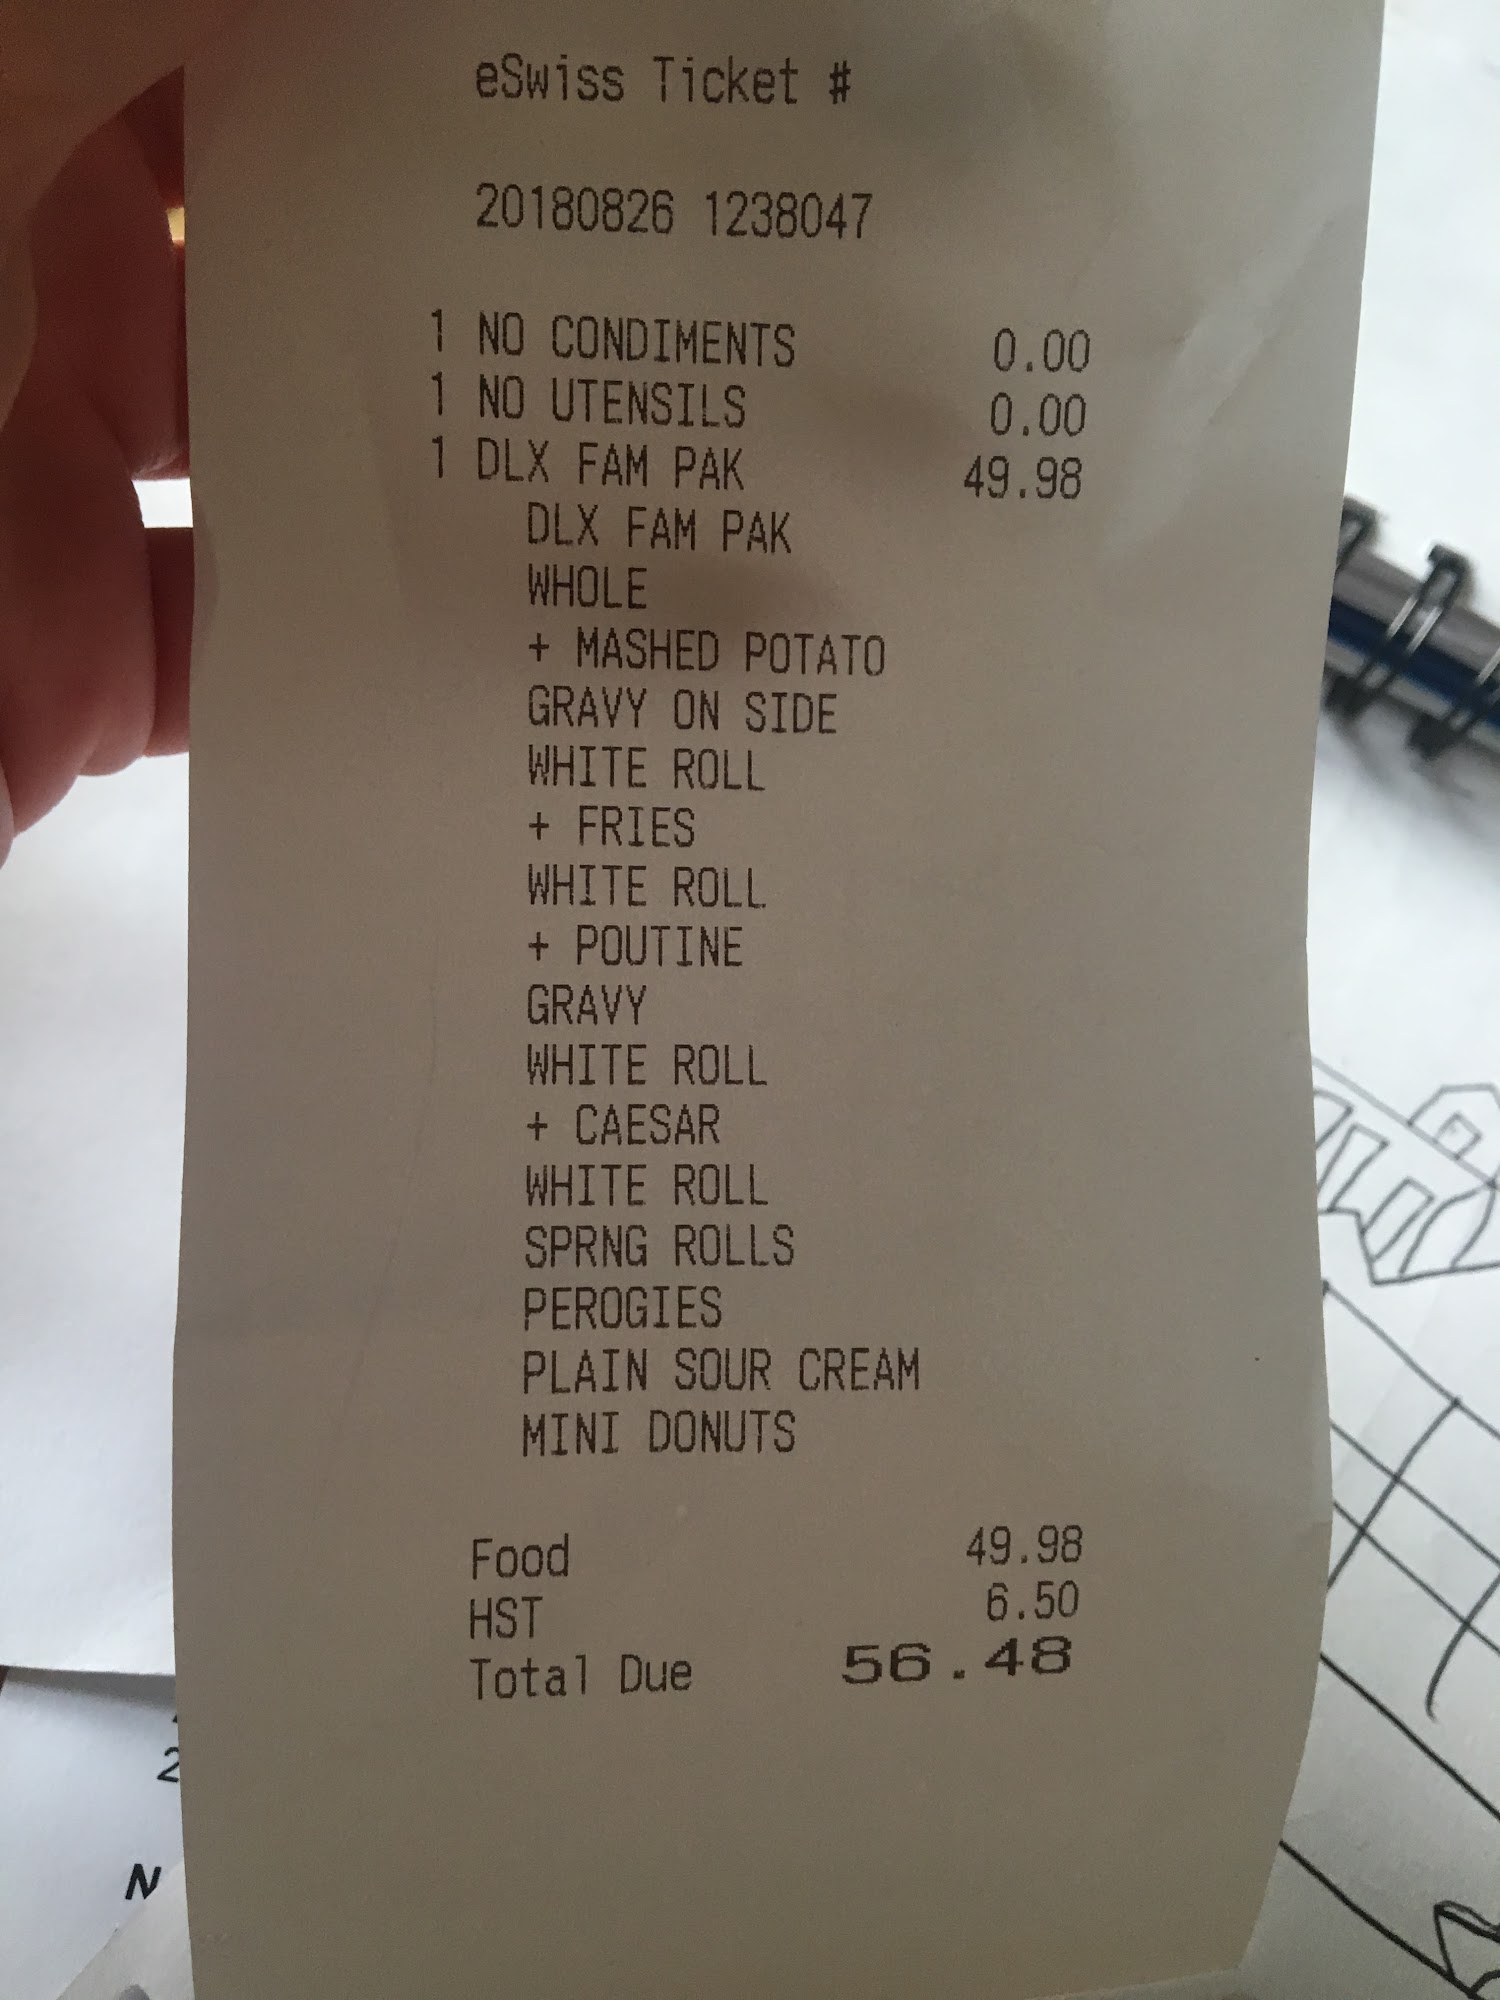 eSwiss Ticket #
20180826 1238047
1 NO CONDIMENTS 0.00
1 NO UTENSILS 0.00
1 DLX FAM PAK 49.98
DLX FAM PAK
WHOLE
+ MASHED POTATO
GRAVY ON SIDE
WHITE ROLL
+ FRIES
WHITE ROLL
+ POUTINE
GRAVY
WHITE ROLL
+ CAESAR
WHITE ROLL
SPRNG ROLLS
PEROGIES
PLAIN SOUR CREAM
MINI DONUTS
Food 49.98
HST 6.50
Total Due 56.48
2
N